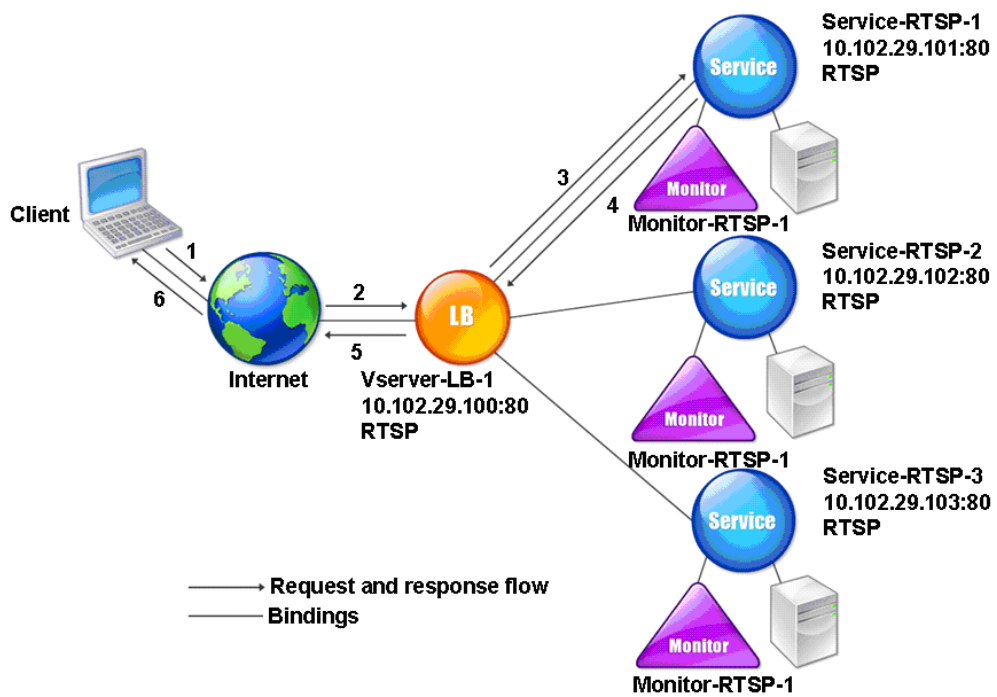 Service-RTSP-1
10.102.29.101:80
RTSP
Service
Monitor
Monitor-RTSP-1
3
4
Client
1
6
2
5
Internet
LB
Vserver-LB-1
10.102.29.100:80
RTSP
Service-RTSP-2
10.102.29.102:80
RTSP
Service
Monitor
Monitor-RTSP-1
Service-RTSP-3
10.102.29.103:80
RTSP
Service
Monitor
Monitor-RTSP-1
Request and response flow
Bindings